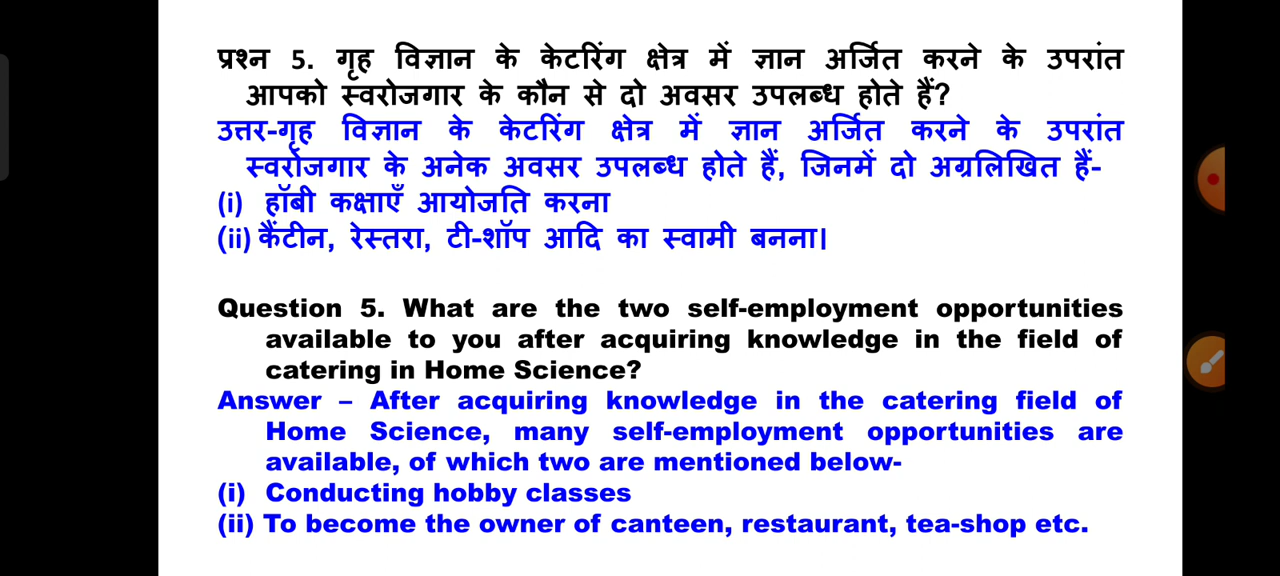 प्रश्न 5. गृह विज्ञान के केटरिंग क्षेत्र में ज्ञान अर्जित करने के उपरांत
आपको स्वरोजगार के कौन से दो अवसर उपलब्ध होते हैं?
उत्तर-गृह विज्ञान के केटरिंग क्षेत्र में ज्ञान अर्जित करने के उपरांत
स्वरोजगार के अनेक अवसर उपलब्ध होते हैं, जिनमें दो अग्रलिखित हैं-
(i) हॉबी कक्षाएँ आयोजति करना
(ii) कैंटीन, रेस्तरा, टी-शॉप आदि का स्वामी बनना।
Question 5. What are the two self-employment opportunities
available to you after acquiring knowledge in the field of
catering in Home Science?
Answer – After acquiring knowledge in the catering field of
Home Science, many self-employment opportunities are
available, of which two are mentioned below-
(i) Conducting hobby classes
(ii) To become the owner of canteen, restaurant, tea-shop etc.